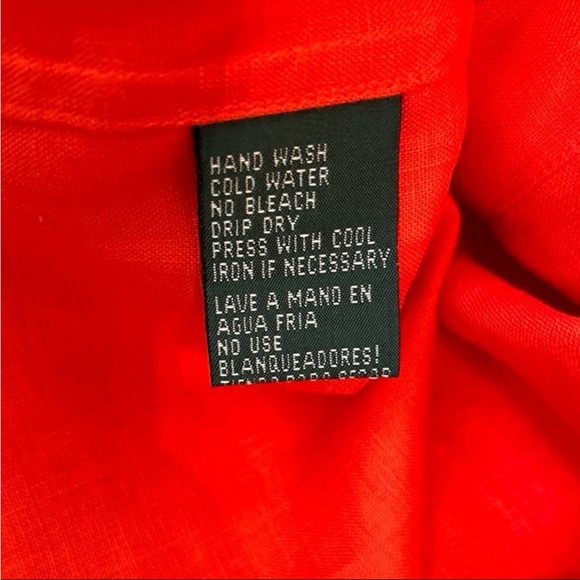 HAND WASH
COLD WATER
NO BLEACH
DRIP DRY
PRESS WITH COOL
IRON IF NECESSARY
LAVE A MANO EN
AGUA FRIA
NO USE
BLANQUEADORES!